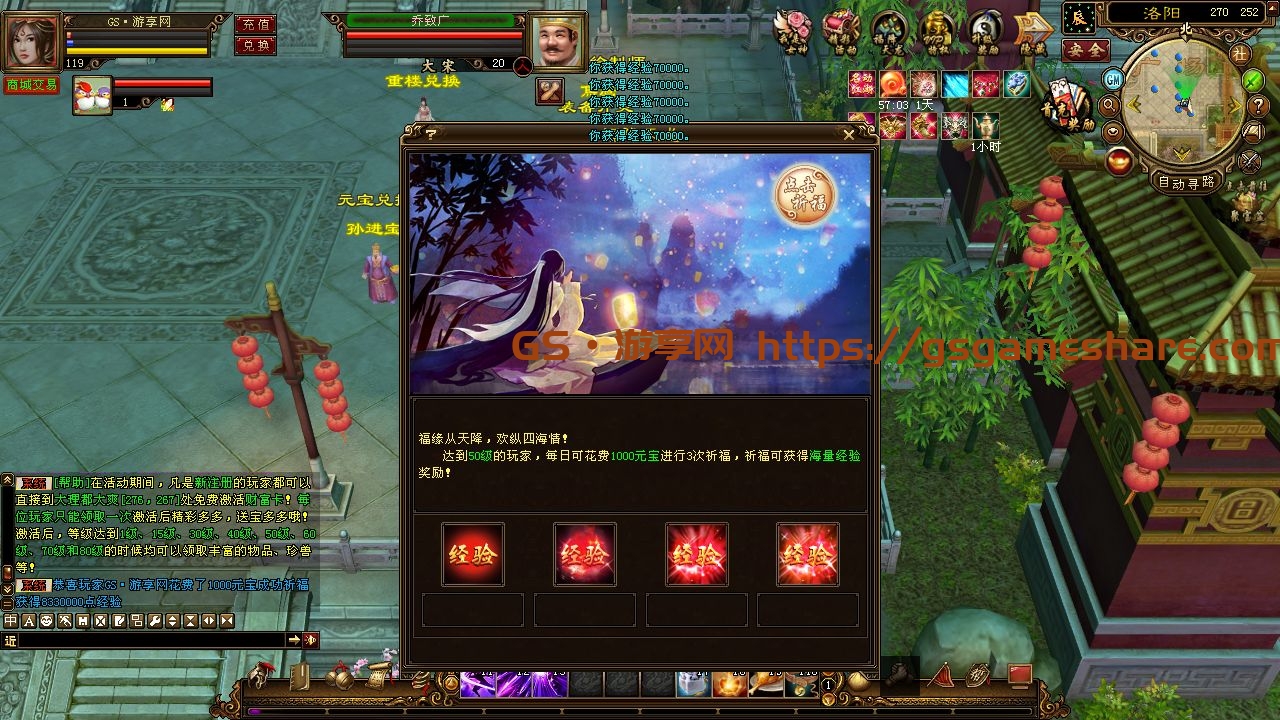 GS·游享网
119
商城交易
1
充值
兑换
乔致广
大宋
20
重楼兑换
你获得经验70000。
你获得经验70000。
你获得经验70000。
你获得经验70000。
你获得经验70000。
57:03
1天
1小时
辰
洛阳
270 252
北
安全
GM
社
?
自动寻路
聚宝盆
首充奖励
元宝兑
孙进宝
?
点击
祈福
GS·游享网 https://gsgameshare.com
福缘从天降，欢纵四海情！
达到50级的玩家，每日可花费1000元宝进行3次祈福，祈福可获得海量经验
奖励！
经验
经验
经验
经验
[帮助]在活动期间，凡是新注册的玩家都可以
直接到大理郡大爽[276，267]处免费激活财富卡！每
位玩家只能领取一次激活后精彩多多，送宝多多哦！
激活后，等级达到1级、15级、30级、40级、50级、60
级、70级和80级的时候均可以领取丰富的物品、珍兽
等！
恭喜玩家GS·游享网花费了1000元宝成功祈福
获得8330000点经验
近